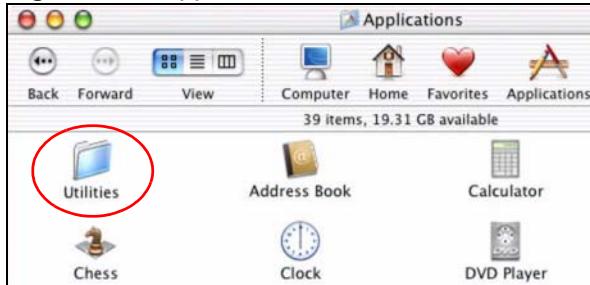 Applications
Back Forward View Computer Home Favorites Applications
39 items, 19.31 GB available
Utilities Address Book Calculator
Chess Clock DVD Player